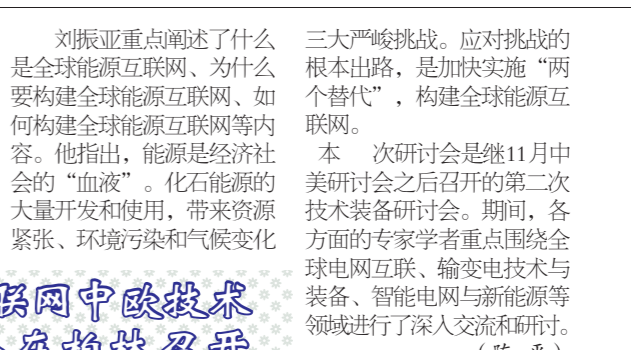 刘振亚重点阐述了什么
是全球能源互联网、为什么
要构建全球能源互联网、如
何构建全球能源互联网等内
容。他指出，能源是经济社
会的“血液”。化石能源的
大量开发和使用，带来资源
紧张、环境污染和气候变化
三大严峻挑战。应对挑战的
根本出路，是加快实施“两
个替代”，构建全球能源互
联网。
本 次研讨会是继11月中
美研讨会之后召开的第二次
技术装备研讨会。期间，各
方面的专家学者重点围绕全
球电网互联、输变电技术与
装备、智能电网与新能源等
领域进行了深入交流和研讨。
联网中欧技术
在柏林召开